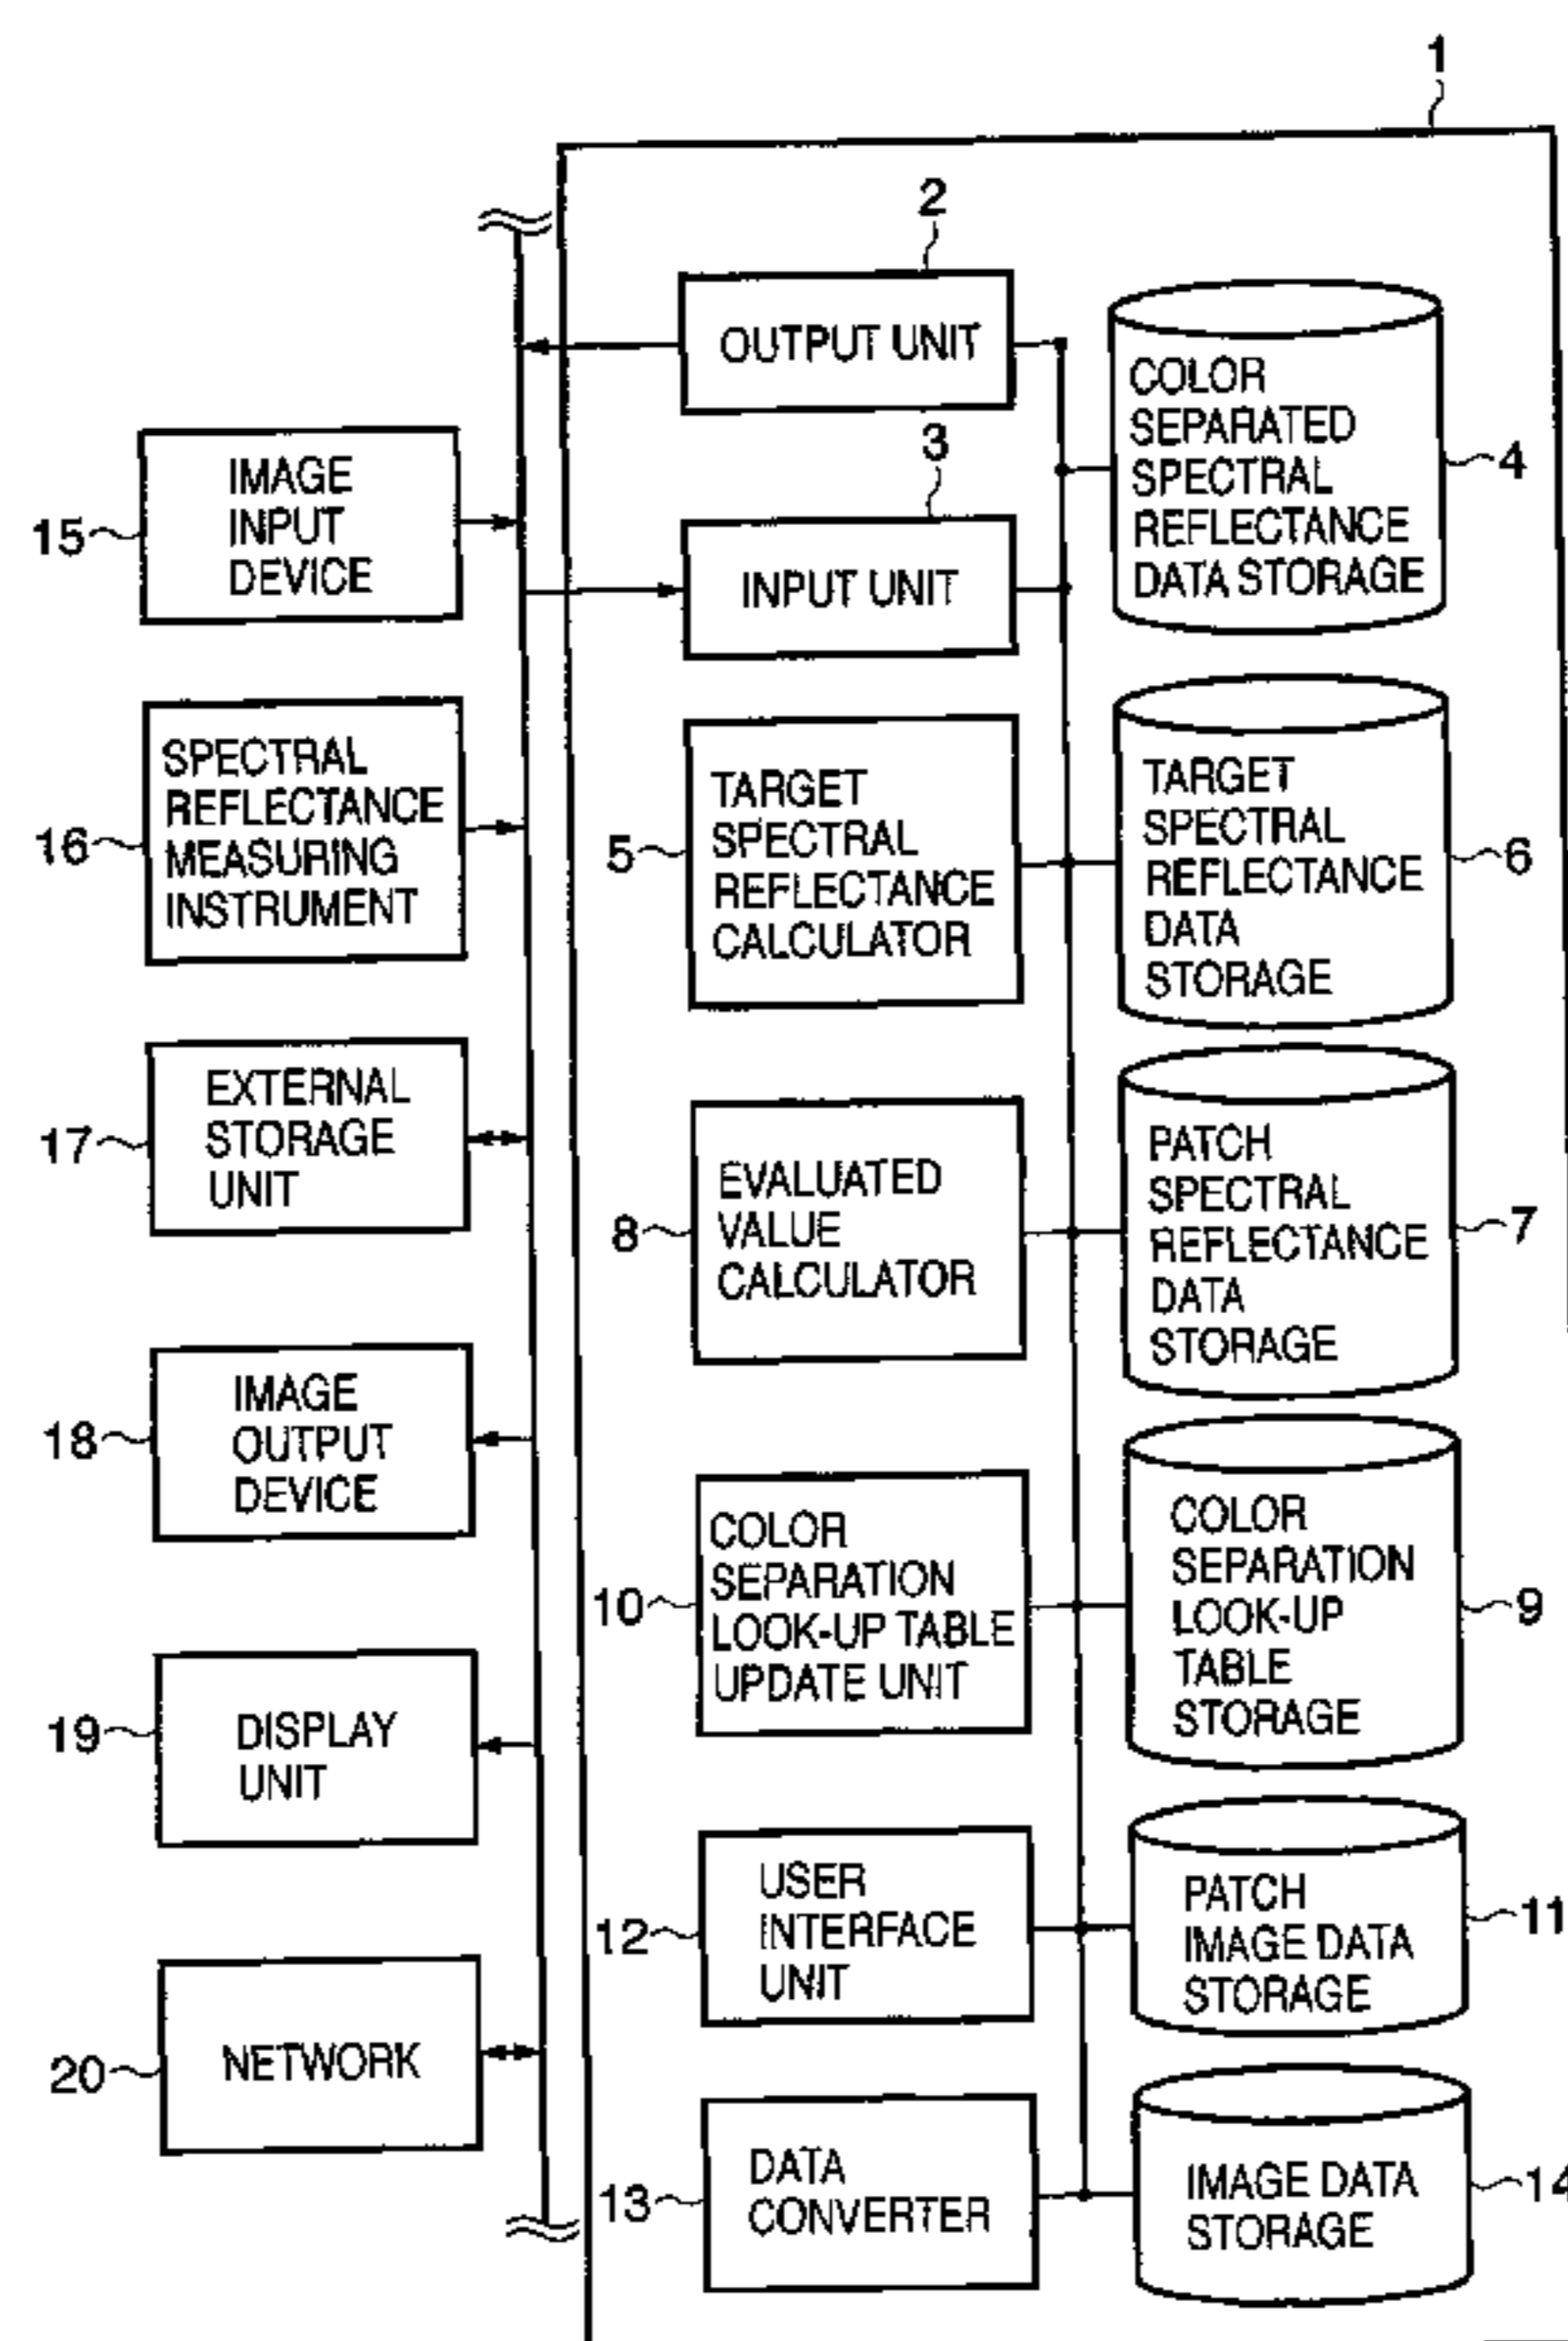 1
2
OUTPUT UNIT
COLOR
SEPARATED
SPECTRAL
REFLECTANCE
DATA STORAGE
4
3
INPUT UNIT
IMAGE
INPUT
DEVICE
15
SPECTRAL
REFLECTANCE
MEASURING
INSTRUMENT
16
TARGET
SPECTRAL
REFLECTANCE
CALCULATOR
5
TARGET
SPECTRAL
REFLECTANCE
DATA
STORAGE
6
EXTERNAL
STORAGE
UNIT
17
EVALUATED
VALUE
CALCULATOR
8
PATCH
SPECTRAL
REFLECTANCE
DATA
STORAGE
7
IMAGE
OUTPUT
DEVICE
18
COLOR
SEPARATION
LOOK-UP TABLE
UPDATE UNIT
10
COLOR
SEPARATION
LOOK-UP
TABLE
STORAGE
9
DISPLAY
UNIT
19
USER
INTERFACE
UNIT
12
PATCH
IMAGE DATA
STORAGE
11
NETWORK
20
DATA
CONVERTER
13
IMAGE DATA
STORAGE
14